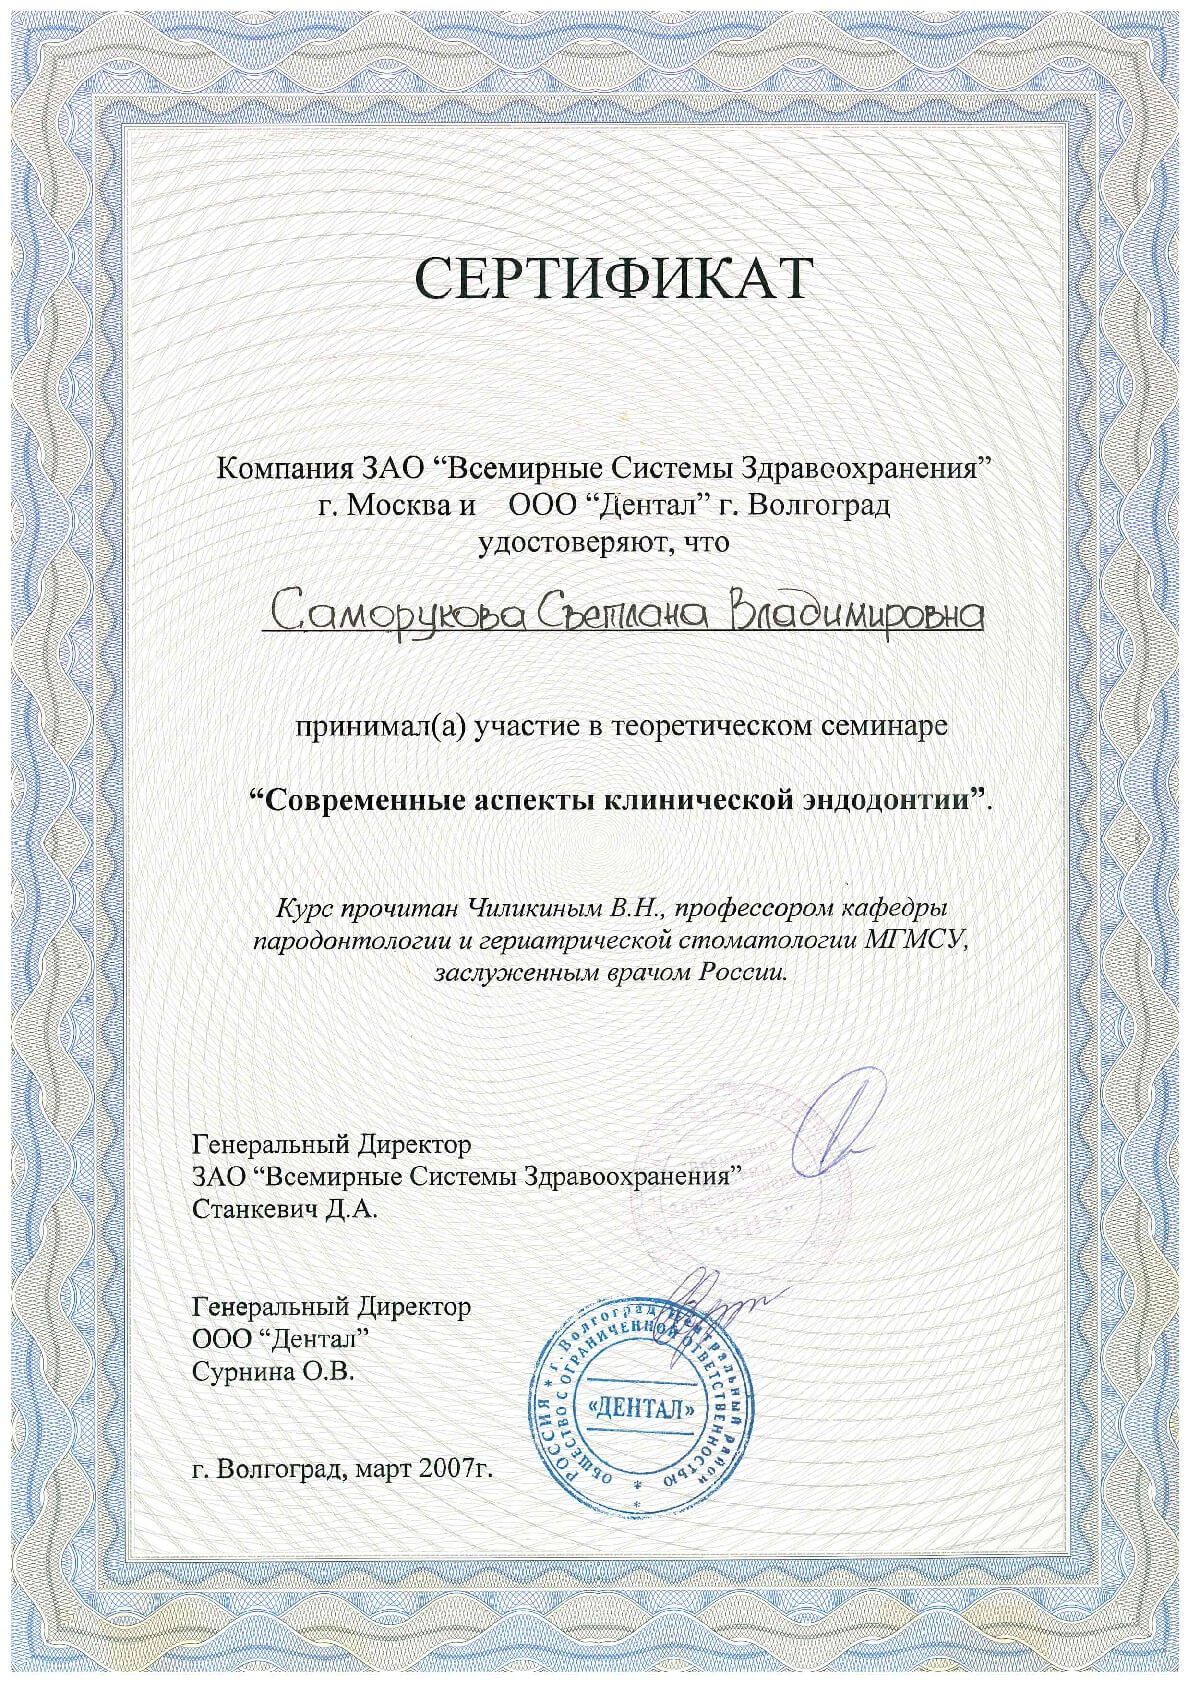 СЕРТИФИКАТ
Компания ЗАО “Всемирные Системы Здравоохранения”
г. Москва и ООО “Дентал” г. Волгоград
удостоверяют, что
Саморукова Светлана Владимировна
принимал(а) участие в теоретическом семинаре
“Современные аспекты клинической эндодонтии”.
Курс прочитан Чиликиным В.Н., профессором кафедры
пародонтологии и гериатрической стоматологии МГМСУ,
заслуженным врачом России.
Генеральный Директор
ЗАО “Всемирные Системы Здравоохранения”
Станкевич Д.А.
Генеральный Директор
ООО “Дентал”
Сурнина О.В.
РОССИЯ * г. Волгоград Центральный район *
ОБЩЕСТВО С ОГРАНИЧЕННОЙ ОТВЕТСТВЕННОСТЬЮ *
«ДЕНТАЛ»
г. Волгоград, март 2007г.